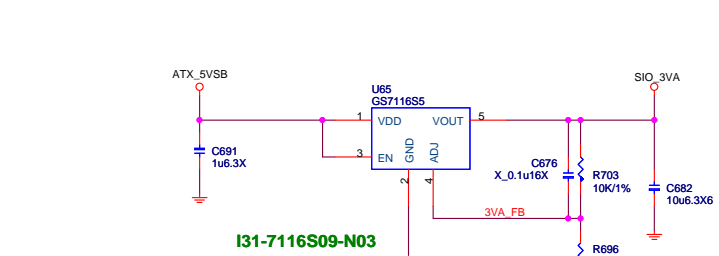 ATX_5VSB
SIO_3VA
U65
GS7116S5
1
VDD
VOUT
5
3
EN
GND
ADJ
2
4
C691
1u6.3X
C676
X_0.1u16X
R703
10K/1%
C682
10u6.3X6
3VA_FB
I31-7116S09-N03
R696